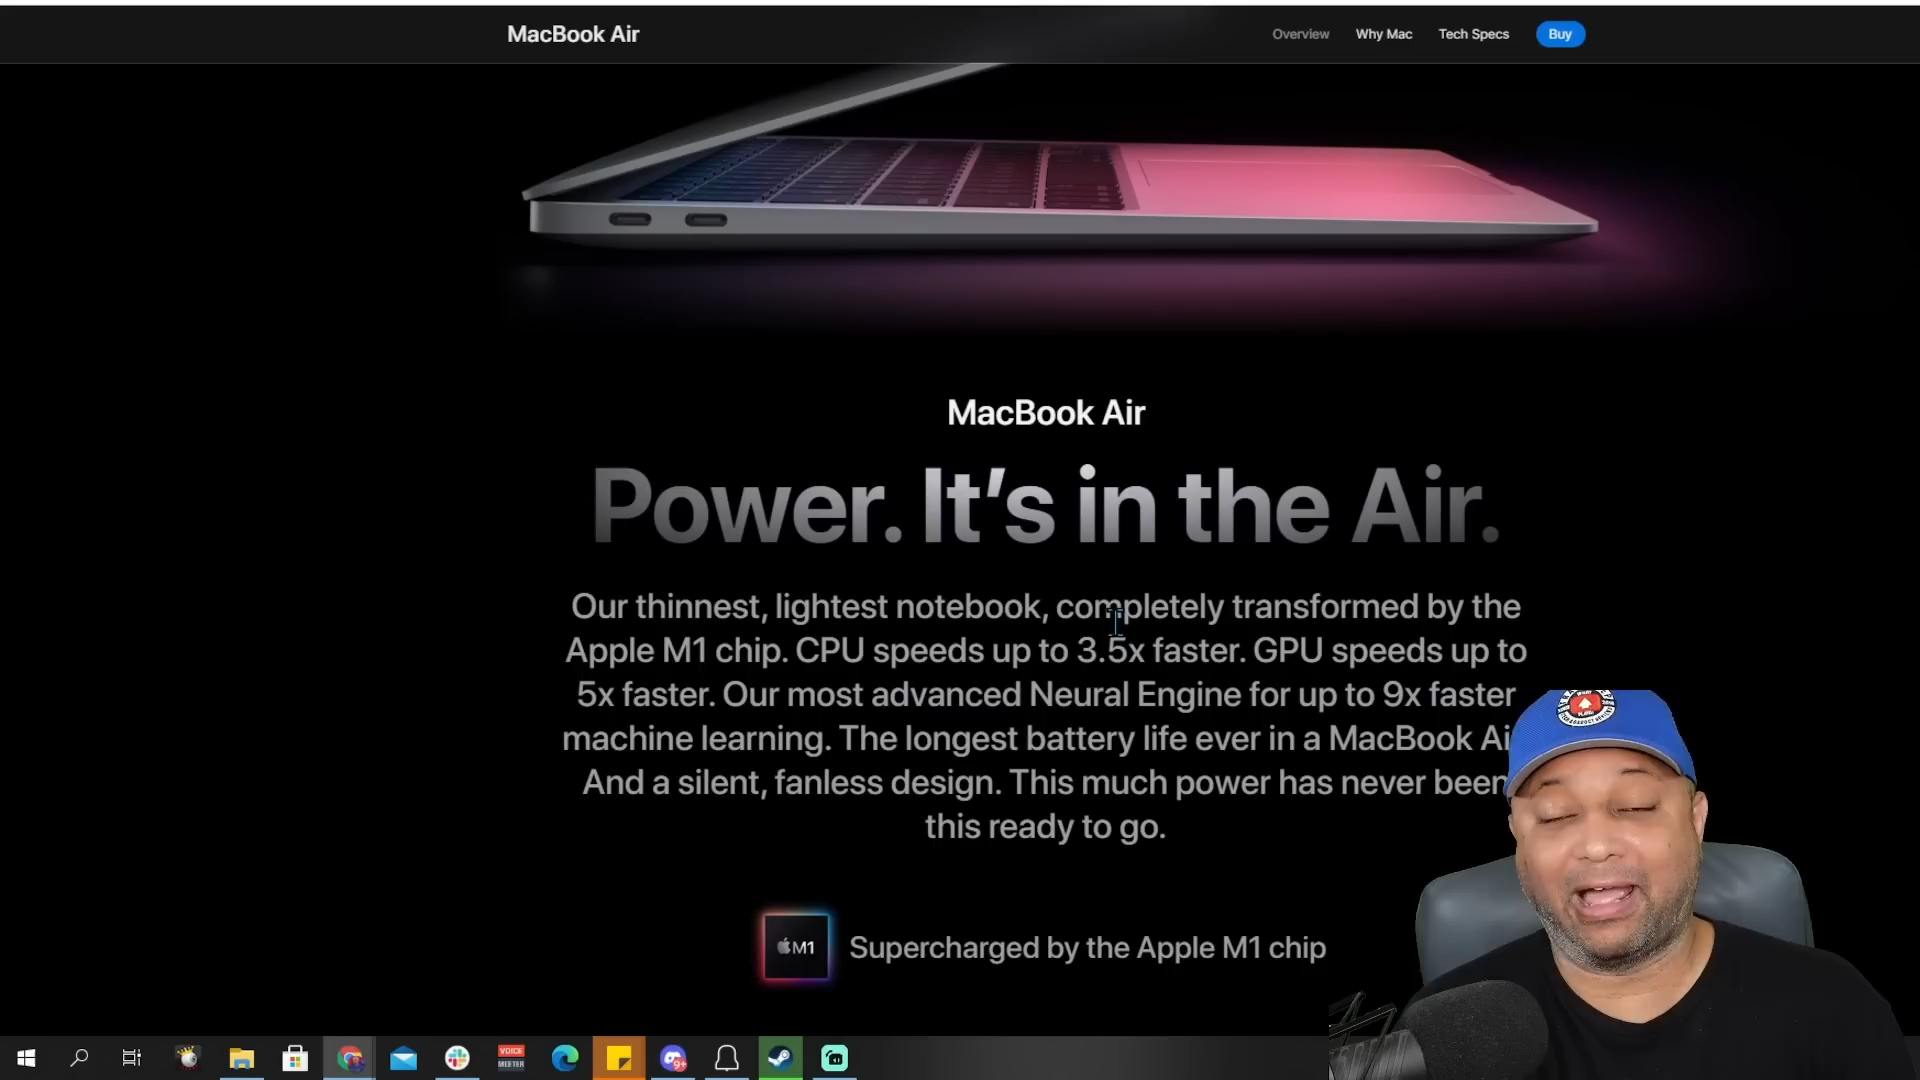 MacBook Air
Overview
Why Mac
Tech Specs
Buy
MacBook Air
Power. It’s in the Air.
Our thinnest, lightest notebook, completely transformed by the
Apple M1 chip. CPU speeds up to 3.5x faster. GPU speeds up to
5x faster. Our most advanced Neural Engine for up to 9x faster
machine learning. The longest battery life ever in a MacBook Ai
And a silent, fanless design. This much power has never been
this ready to go.
M1
Supercharged by the Apple M1 chip
VOICE
MEETER
9+